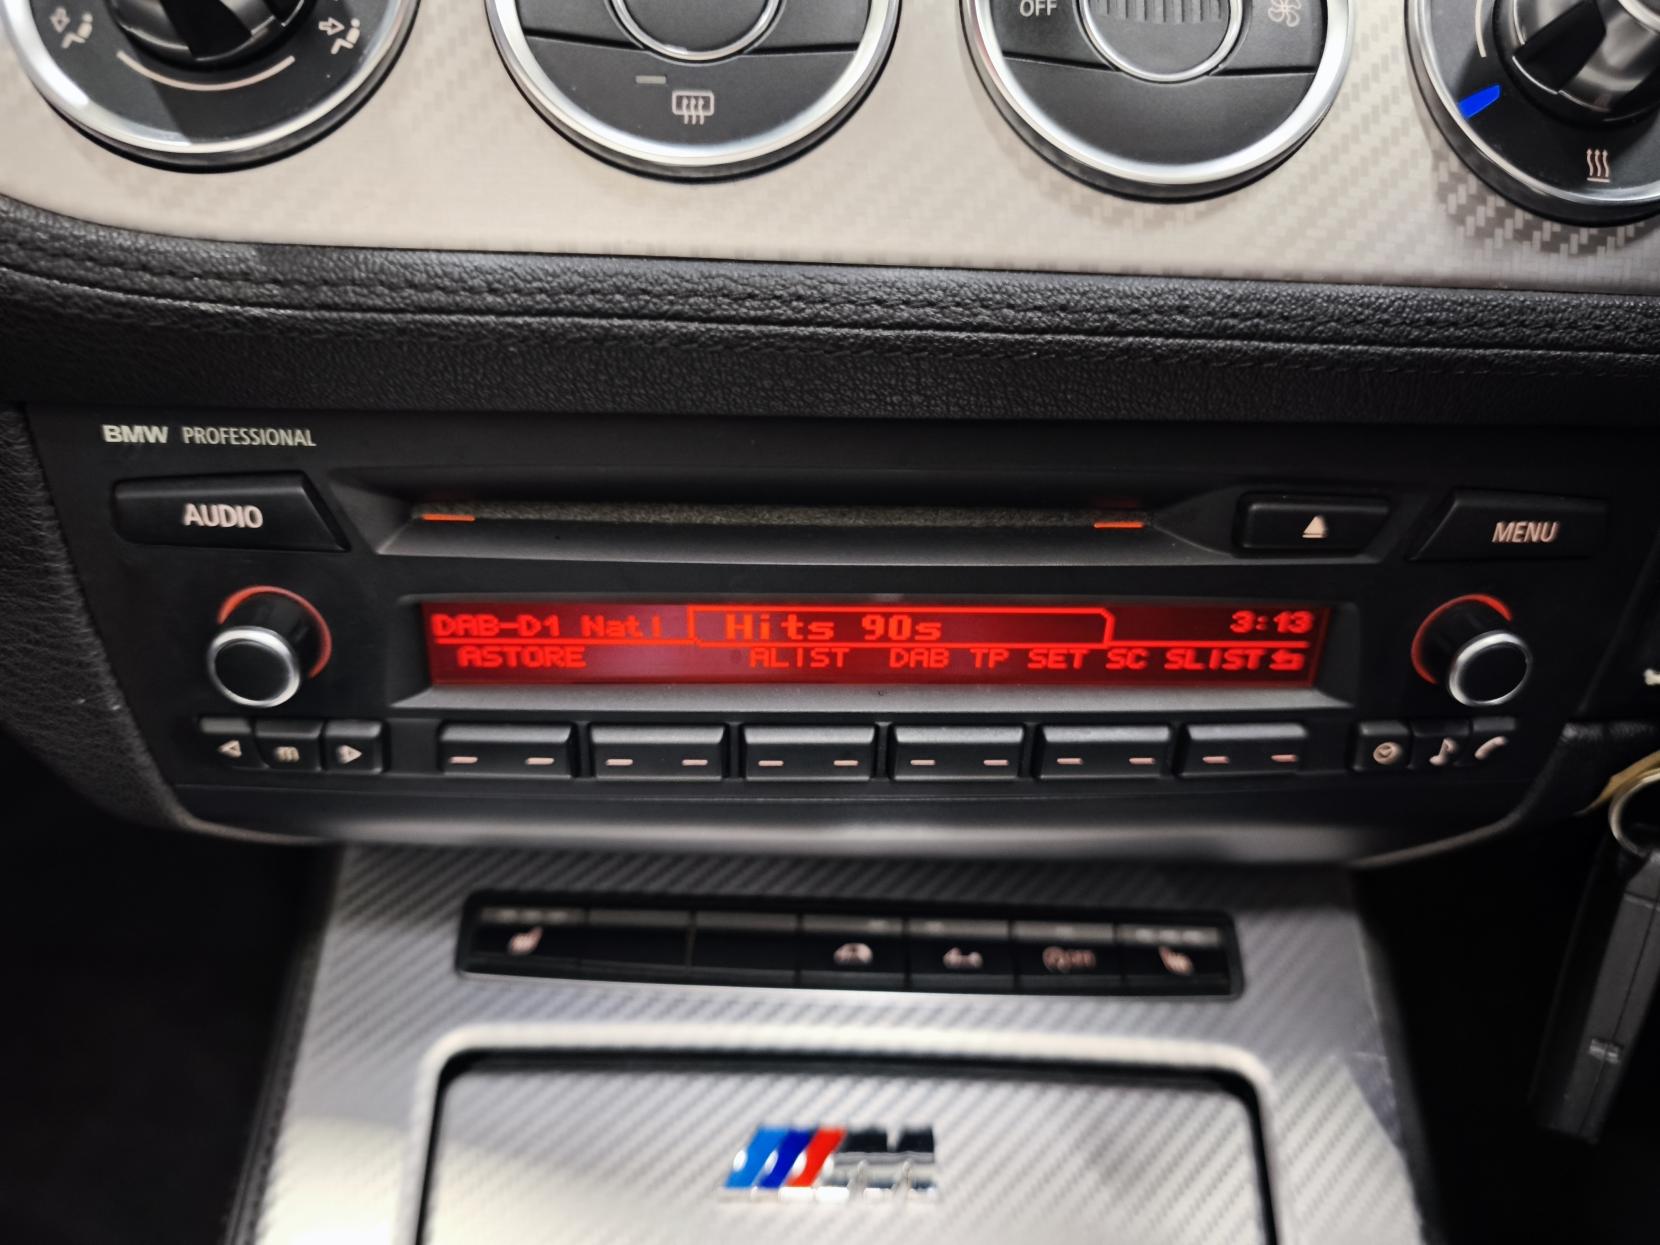 OFF
BMW PROFESSIONAL
AUDIO
MENU
DAB-D1 Nat! Hits 90s 3:13
ASTORE ALIST DAB TP SET SC SLIST
m
OFF
M